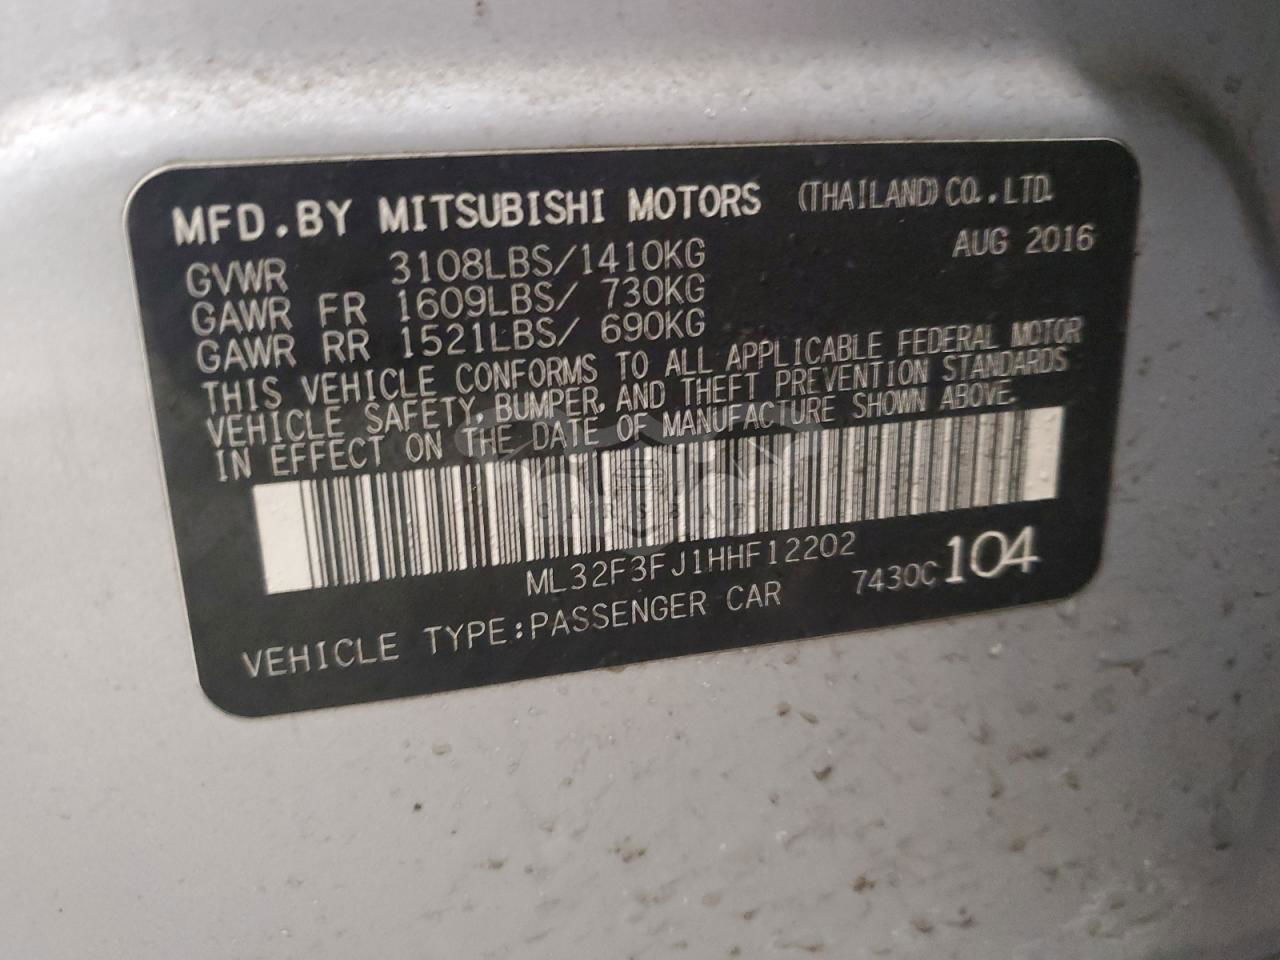 MFD.BY MITSUBISHI MOTORS (THAILAND) CO.,LTD.
AUG 2016
GVWR 3108LBS/1410KG
GAWR FR 1609LBS/ 730KG
GAWR RR 1521LBS/ 690KG
THIS VEHICLE CONFORMS TO ALL APPLICABLE FEDERAL MOTOR
VEHICLE SAFETY, BUMPER, AND THEFT PREVENTION STANDARDS
IN EFFECT ON THE DATE OF MANUFACTURE SHOWN ABOVE.
ML32F3FJ1HHF12202
7430C 104
VEHICLE TYPE:PASSENGER CAR